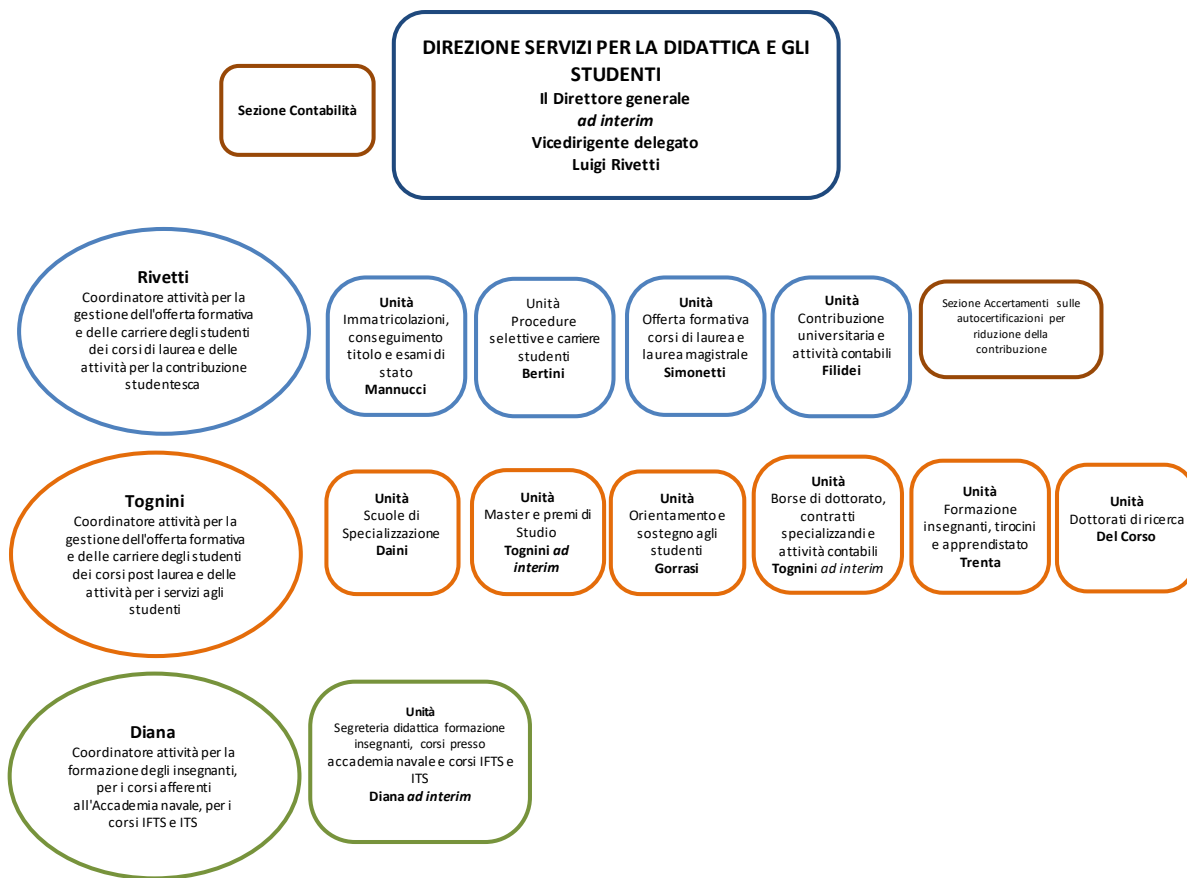 DIREZIONE SERVIZI PER LA DIDATTICA E GLI
STUDENTI
Il Direttore generale
ad interim
Vicedirigente delegato
Luigi Rivetti
Sezione Contabilità
Rivetti
Coordinatore attività per la
gestione dell'offerta formativa
e delle carriere degli studenti
dei corsi di laurea e delle
attività per la contribuzione
studentesca
Unità
Immatricolazioni,
conseguimento
titolo e esami di
stato
Mannucci
Unità
Procedure
selettive e carriere
studenti
Bertini
Unità
Offerta formativa
corsi di laurea e
laurea magistrale
Simonetti
Unità
Contribuzione
universitaria e
attività contabili
Filidei
Sezione Accertamenti sulle
autocertificazioni per
riduzione della
contribuzione
Tognini
Coordinatore attività per la
gestione dell'offerta formativa
e delle carriere degli studenti
dei corsi post laurea e delle
attività per i servizi agli
studenti
Unità
Scuole di
Specializzazione
Daini
Unità
Master e premi di
Studio
Tognini ad
interim
Unità
Orientamento e
sostegno agli
studenti
Gorrasi
Unità
Borse di dottorato,
contratti
specializzandi e
attività contabili
Tognini ad interim
Unità
Formazione
insegnanti, tirocini
e apprendistato
Trenta
Unità
Dottorati di ricerca
Del Corso
Diana
Coordinatore attività per la
formazione degli insegnanti,
per i corsi afferenti
all'Accademia navale, per i
corsi IFTS e ITS
Unità
Segreteria didattica formazione
insegnanti, corsi presso
accademia navale e corsi IFTS e
ITS
Diana ad interim